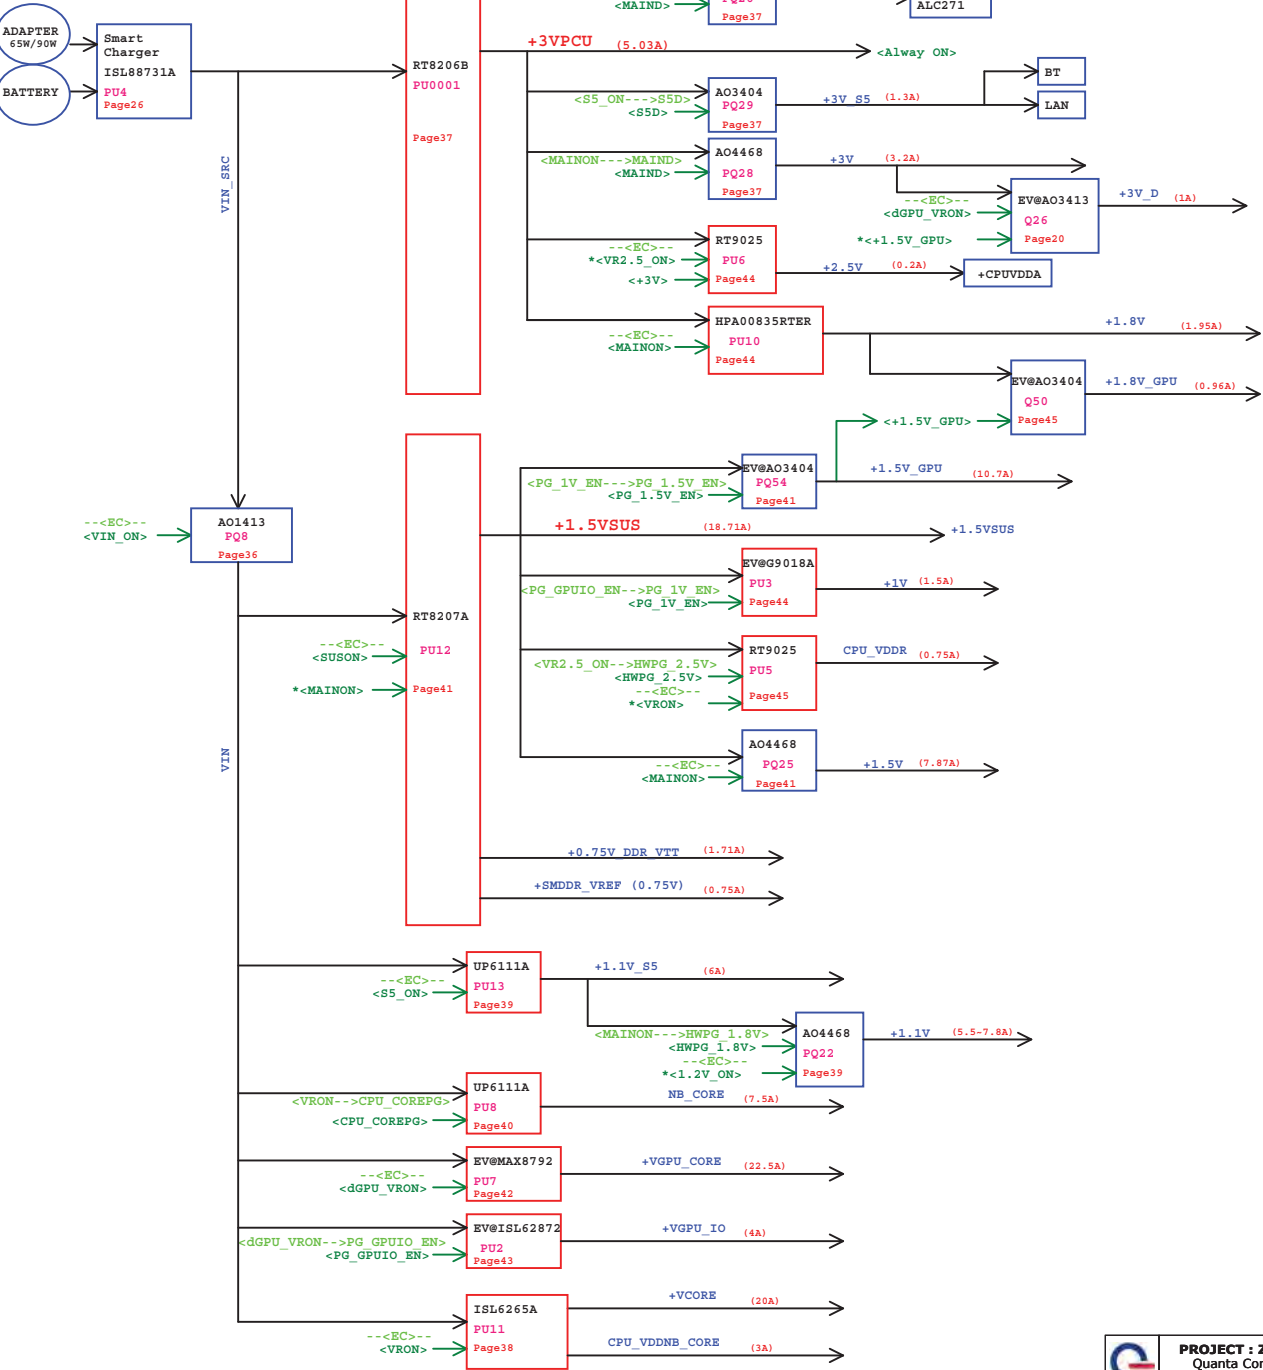 <MAIND>
Page37
ALC271
ADAPTER
65W/90W
BATTERY
Smart
Charger
ISL88731A
PU4
Page26
RT8206B
PU0001
Page37
+3VPCU (5.03A)
<Alway ON>
<S5_ON--->S5D>
<S5D>
AO3404
PQ29
Page37
+3V_S5 (1.3A)
BT
LAN
<MAINON--->MAIND>
<MAIND>
AO4468
PQ28
Page37
+3V (3.2A)
--<EC>--
<dGPU_VRON>
*<+1.5V_GPU>
EV@AO3413
Q26
Page20
+3V_D (1A)
--<EC>--
*<VR2.5_ON>
<+3V>
RT9025
PU6
Page44
+2.5V (0.2A)
+CPUVDDA
--<EC>--
<MAINON>
HPA00835RTER
PU10
Page44
+1.8V (1.95A)
<+1.5V_GPU>
EV@AO3404
Q50
Page45
+1.8V_GPU (0.96A)
VIN_SRC
--<EC>--
<VIN_ON>
AO1413
PQ8
Page36
VIN
--<EC>--
<SUSON>
*<MAINON>
RT8207A
PU12
Page41
<PG_1V_EN--->PG_1.5V_EN>
<PG_1.5V_EN>
EV@AO3404
PQ54
Page41
+1.5V_GPU (10.7A)
+1.5VSUS (18.71A)
+1.5VSUS
<PG_GPUIO_EN-->PG_1V_EN>
<PG_1V_EN>
EV@G9018A
PU3
Page44
+1V (1.5A)
<VR2.5_ON-->HWPG_2.5V>
<HWPG_2.5V>
--<EC>--
*<VRON>
RT9025
PU5
Page45
CPU_VDDR (0.75A)
--<EC>--
<MAINON>
AO4468
PQ25
Page41
+1.5V (7.87A)
+0.75V_DDR_VTT (1.71A)
+SMDDR_VREF (0.75V) (0.75A)
--<EC>--
<S5_ON>
UP6111A
PU13
Page39
+1.1V_S5 (6A)
<MAINON--->HWPG_1.8V>
<HWPG_1.8V>
--<EC>--
*<1.2V_ON>
AO4468
PQ22
Page39
+1.1V (5.5-7.8A)
<VRON-->CPU_COREPG>
<CPU_COREPG>
UP6111A
PU8
Page40
NB_CORE (7.5A)
--<EC>--
<dGPU_VRON>
EV@MAX8792
PU7
Page42
+VGPU_CORE (22.5A)
<dGPU_VRON-->PG_GPUIO_EN>
<PG_GPUIO_EN>
EV@ISL62872
PU2
Page43
+VGPU_IO (4A)
--<EC>--
<VRON>
ISL6265A
PU11
Page38
+VCORE (20A)
CPU_VDDNB_CORE (3A)
PROJECT : 
Quanta